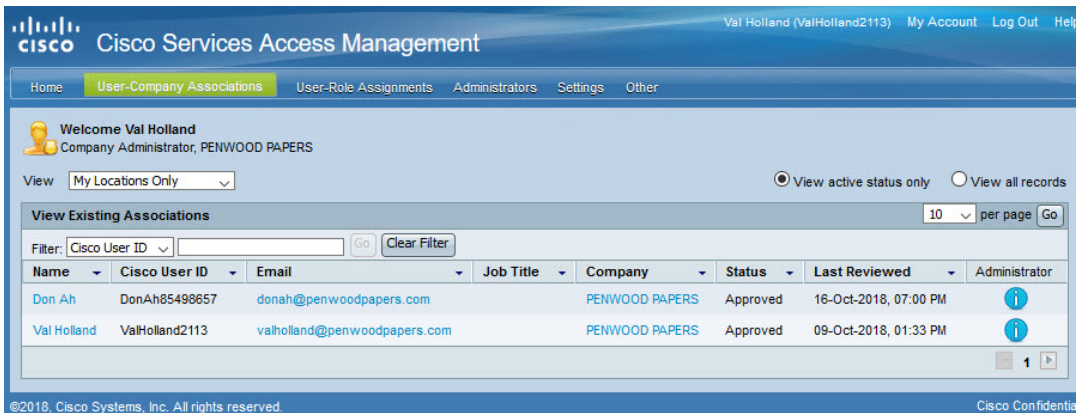 Val Holland (ValHolland2113) My Account Log Out Help
CISCO Cisco Services Access Management
Home User-Company Associations User-Role Assignments Administrators Settings Other
Welcome Val Holland
Company Administrator, PENWOOD PAPERS
View My Locations Only View active status only View all records
View Existing Associations 10 per page Go
Filter: Cisco User ID Go Clear Filter
Name Cisco User ID Email Job Title Company Status Last Reviewed Administrator
Don Ah DonAh85498657 donah@penwoodpapers.com PENWOOD PAPERS Approved 16-Oct-2018, 07:00 PM i
Val Holland ValHolland2113 valholland@penwoodpapers.com PENWOOD PAPERS Approved 09-Oct-2018, 01:33 PM i
1
©2018, Cisco Systems, Inc. All rights reserved. Cisco Confidentia